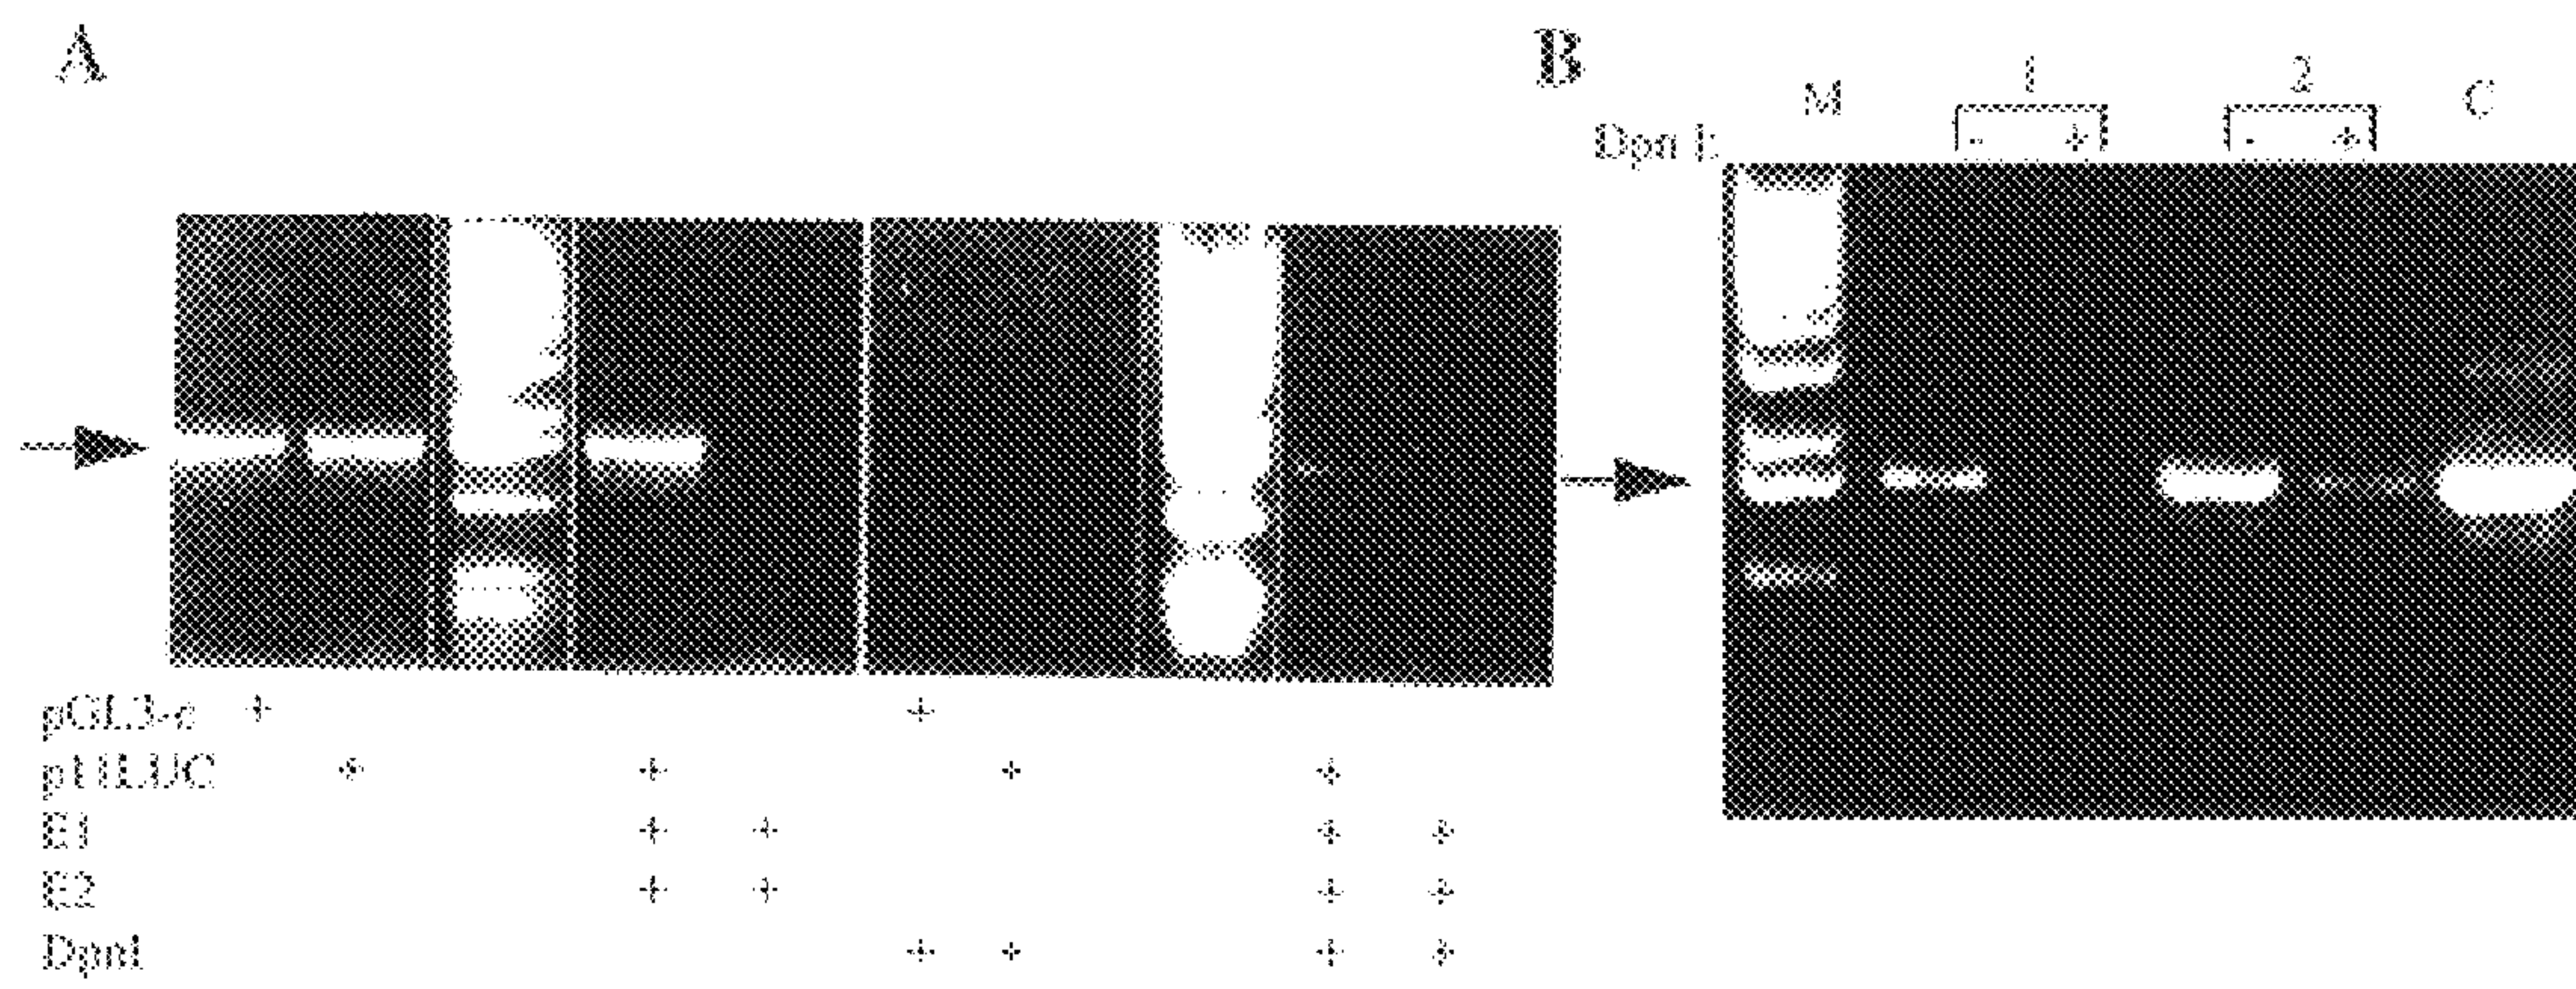 A
B
M 1 2 C
Dpn I: - + - +
pGL3-c + +
p11LUC + + + +
E1 + + + +
E2 + + + +
DpnI + + + +